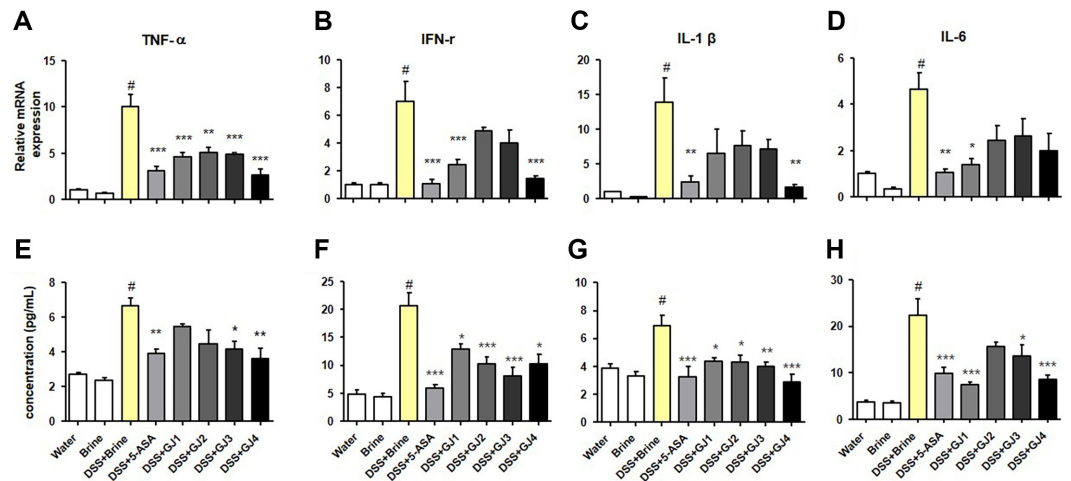 A B C D
TNF-α IFN-r IL-1 β IL-6
Relative mRNA
expression
15
10
5
0
# *** *** ** *** ***
10
8
6
4
2
0
# *** *** ***
20
15
10
5
0
# ** **
6
4
2
0
# ** *
E F G H
concentration (pg/mL)
8
6
4
2
0
# ** * **
Water Brine DSS+Brine DSS+5-ASA DSS+GJ1 DSS+GJ2 DSS+GJ3 DSS+GJ4
25
20
15
10
5
0
# *** * *** *** *
Water Brine DSS+Brine DSS+5-ASA DSS+GJ1 DSS+GJ2 DSS+GJ3 DSS+GJ4
10
8
6
4
2
0
# *** * * ** ***
Water Brine DSS+Brine DSS+5-ASA DSS+GJ1 DSS+GJ2 DSS+GJ3 DSS+GJ4
30
20
10
0
# *** *** * ***
Water Brine DSS+Brine DSS+5-ASA DSS+GJ1 DSS+GJ2 DSS+GJ3 DSS+GJ4